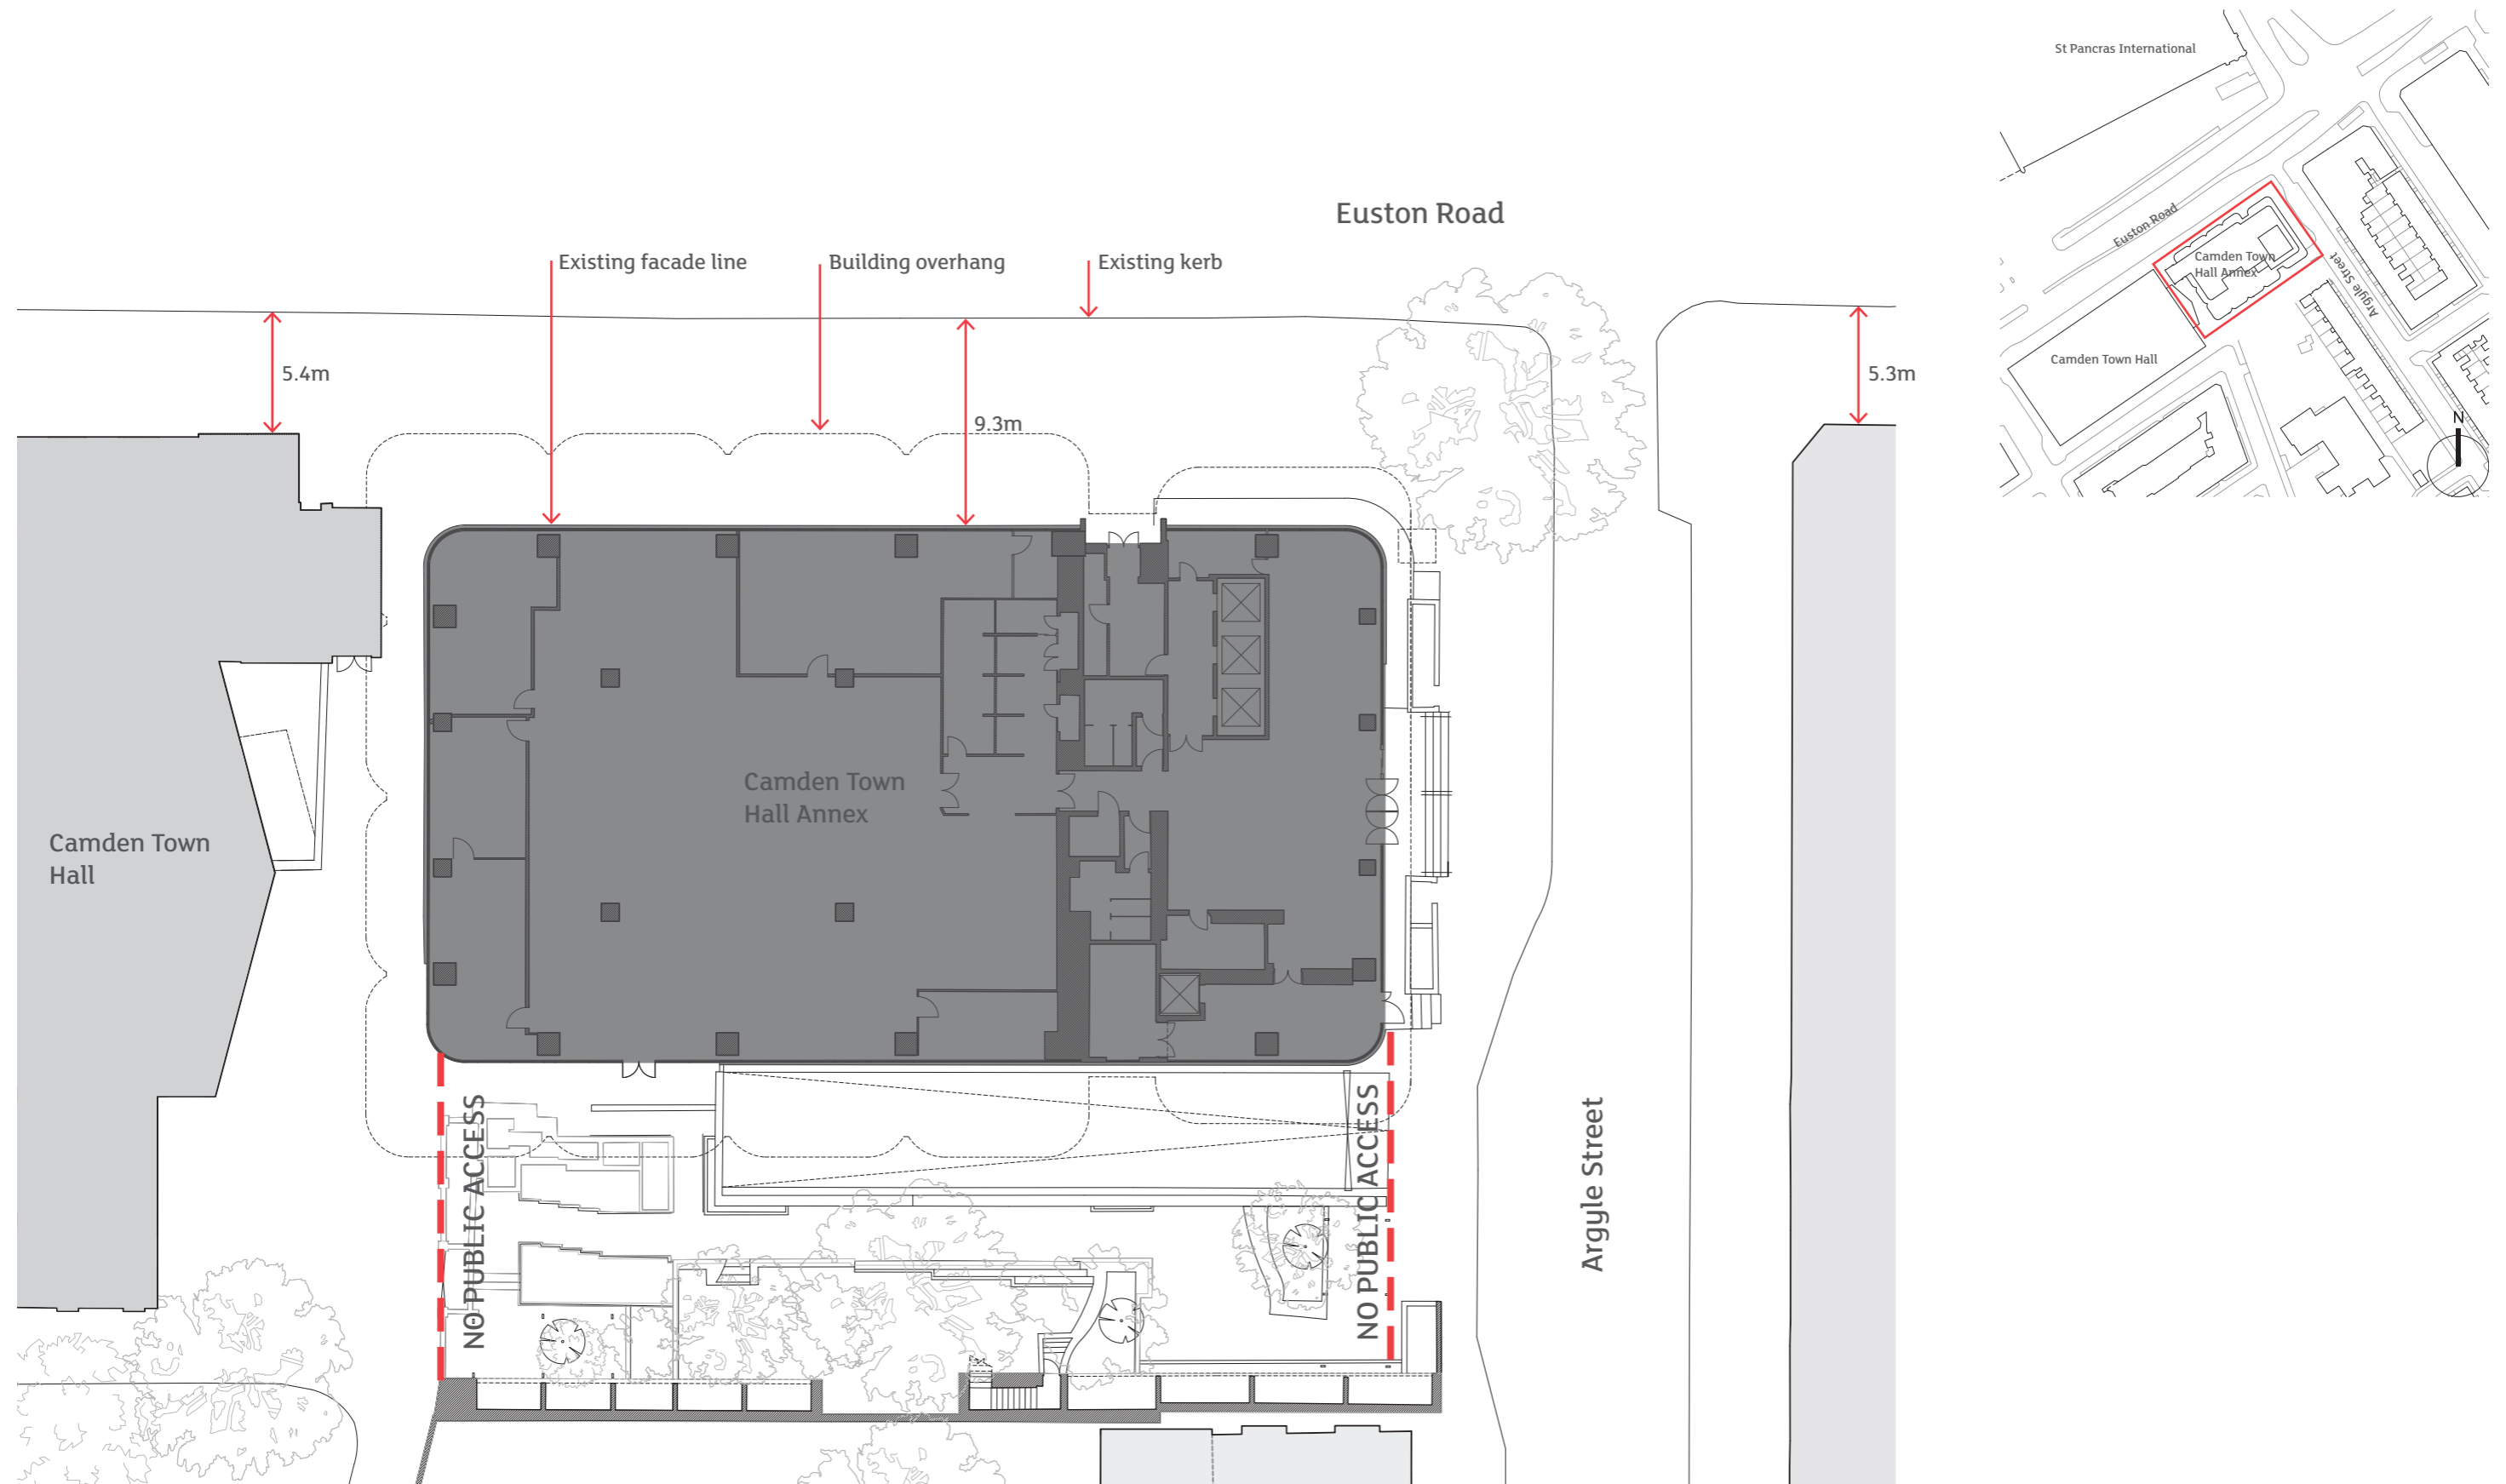 St Pancras International
Euston Road
Camden Town
Hall Annex
Argyle Street
Camden Town Hall
N
Euston Road
Existing facade line
Building overhang
Existing kerb
5.4m
9.3m
5.3m
Camden Town
Hall Annex
Camden Town
Hall
NO PUBLIC ACCESS
NO PUBLIC ACCESS
Argyle Street